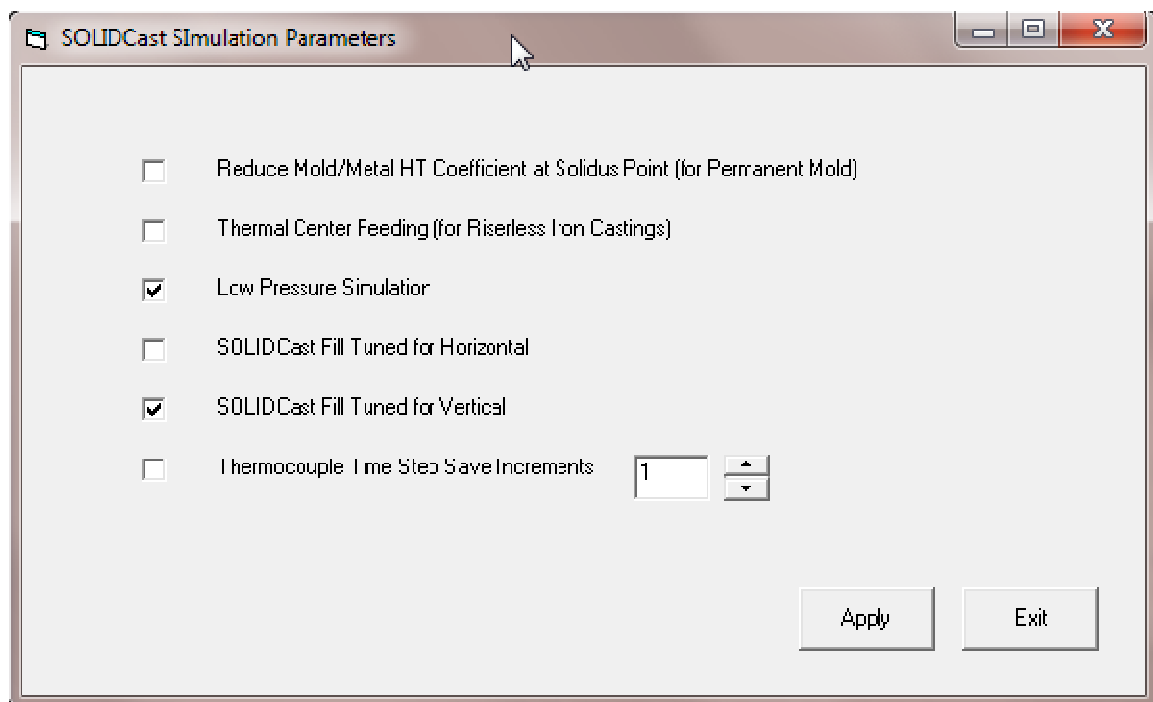 SOLIDCast SImulation Parameters
Reduce Mold/Metal HT Coefficient at Solidus Point (for Permanent Mold)
Thermal Center Feeding (for Riserless Iron Castings)
Low Pressure Simulation
SOLIDCast Fill Tuned for Horizontal
SOLIDCast Fill Tuned for Vertical
Thermocouple Time Step Save Increments 1
Apply Exit